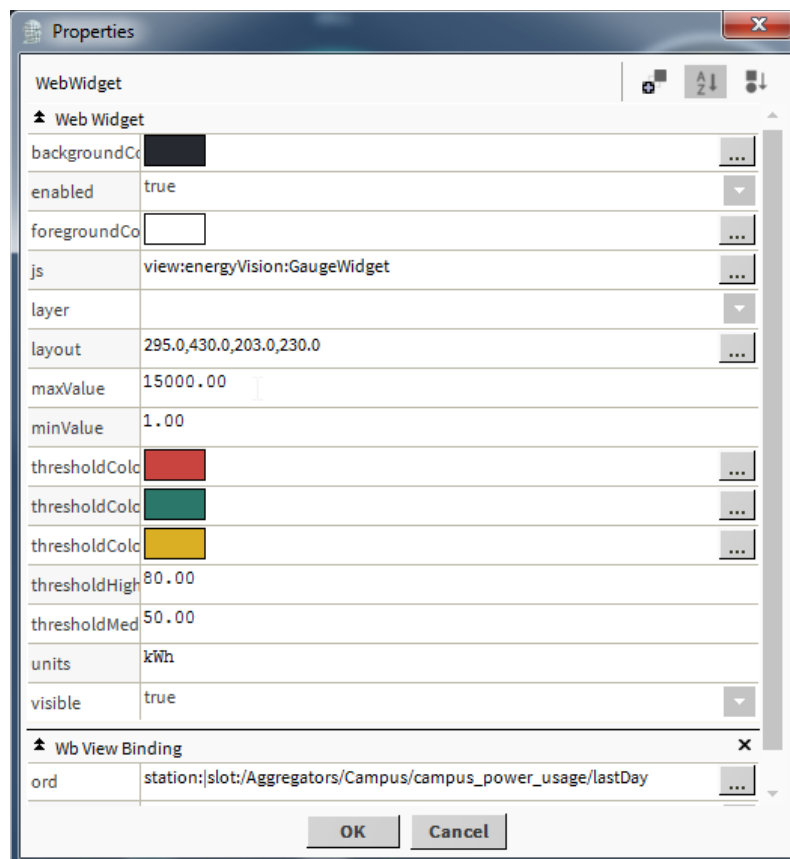 Properties
WebWidget
Web Widget
backgroundCo
...
enabled
true
foregroundCo
...
js
view:energyVision:GaugeWidget
...
layer
layout
295.0,430.0,203.0,230.0
...
maxValue
15000.00
minValue
1.00
thresholdColo
...
thresholdColo
...
thresholdColo
...
thresholdHigh
80.00
thresholdMed
50.00
units
kWh
visible
true
Wb View Binding
ord
station:|slot:/Aggregators/Campus/campus_power_usage/lastDay
...
OK
Cancel